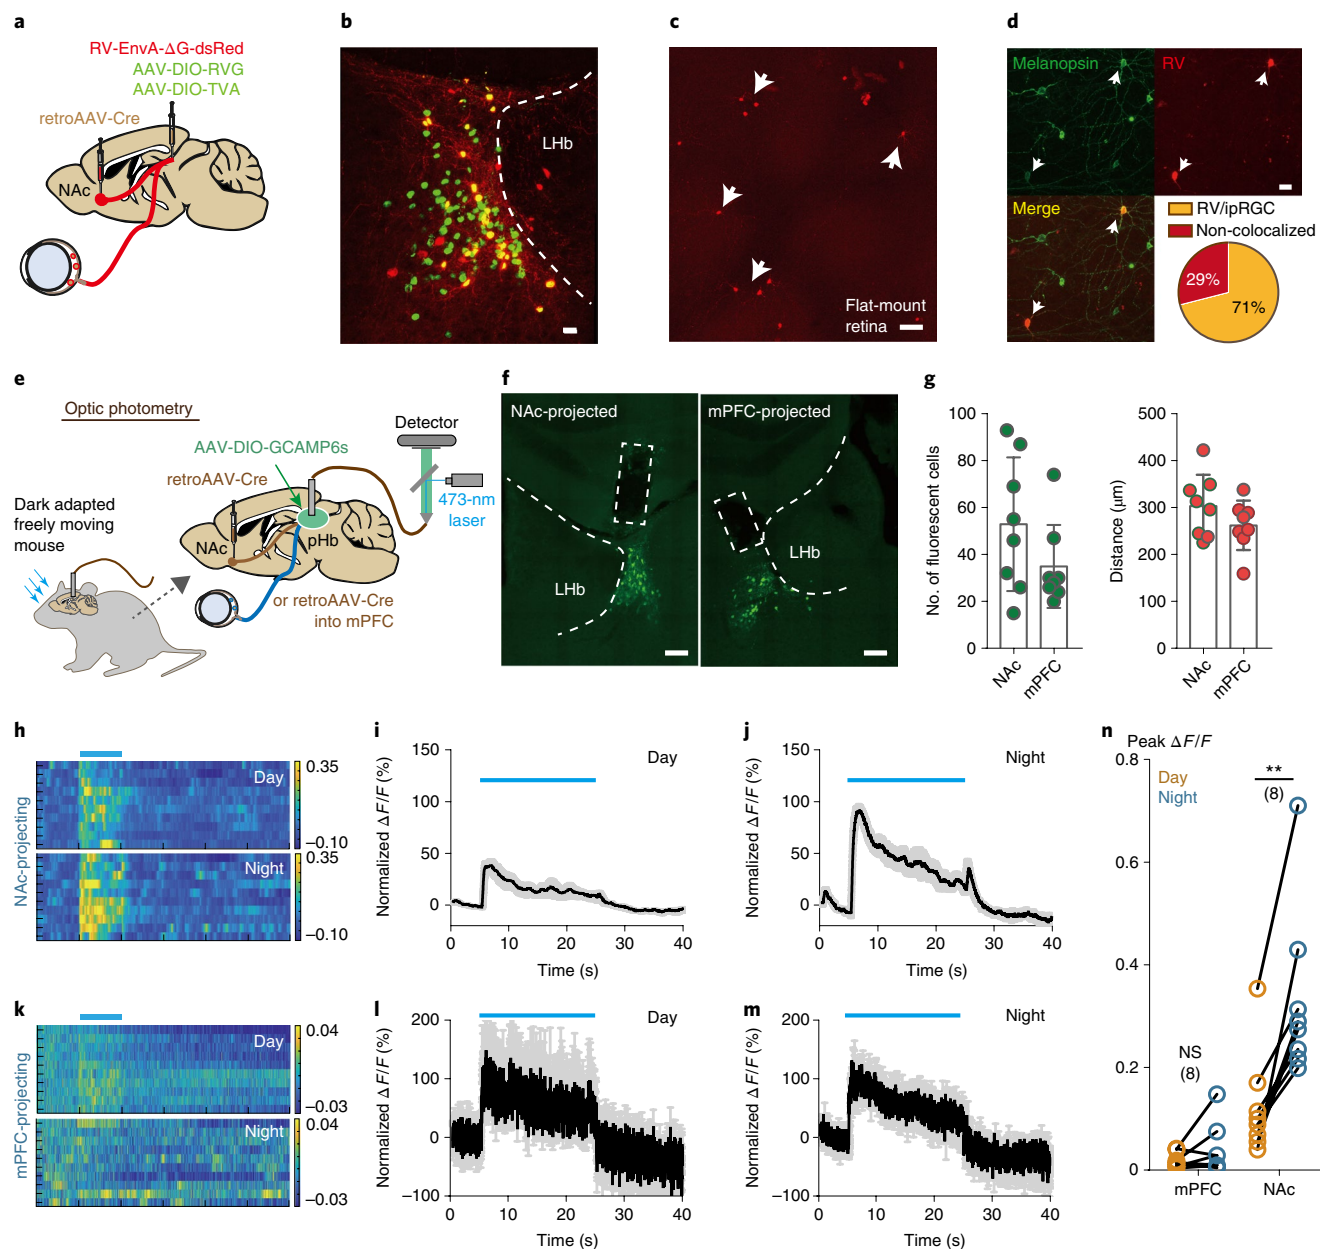 a
RV-EnvA-ΔG-dsRed
AAV-DIO-RVG
AAV-DIO-TVA
retroAAV-Cre
NAc
b
LHb
c
Flat-mount
retina
d
Melanopsin
RV
Merge
RV/ipRGC
Non-colocalized
29%
71%
e
Optic photometry
Detector
AAV-DIO-GCAMP6s
retroAAV-Cre
473-nm
laser
Dark adapted
freely moving
mouse
NAc
pHb
or retroAAV-Cre
into mPFC
f
NAc-projected
mPFC-projected
LHb
LHb
g
No. of fluorescent cells
100
80
60
40
20
0
NAc
mPFC
Distance (µm)
500
400
300
200
100
0
NAc
mPFC
h
NAc-projecting
Day
0.35
–0.10
Night
0.35
–0.10
i
Normalized ΔF/F (%)
150
100
50
0
Day
0
10
20
30
40
Time (s)
j
Normalized ΔF/F (%)
150
100
50
0
Night
0
10
20
30
40
Time (s)
k
mPFC-projecting
Day
0.04
–0.03
Night
0.04
–0.03
l
Normalized ΔF/F (%)
200
100
0
–100
Day
0
10
20
30
40
Time (s)
m
Normalized ΔF/F (%)
200
100
0
–100
Night
0
10
20
30
40
Time (s)
n
Peak ΔF/F
0.8
0.6
0.4
0.2
0
Day
Night
**
(8)
NS
(8)
mPFC
NAc